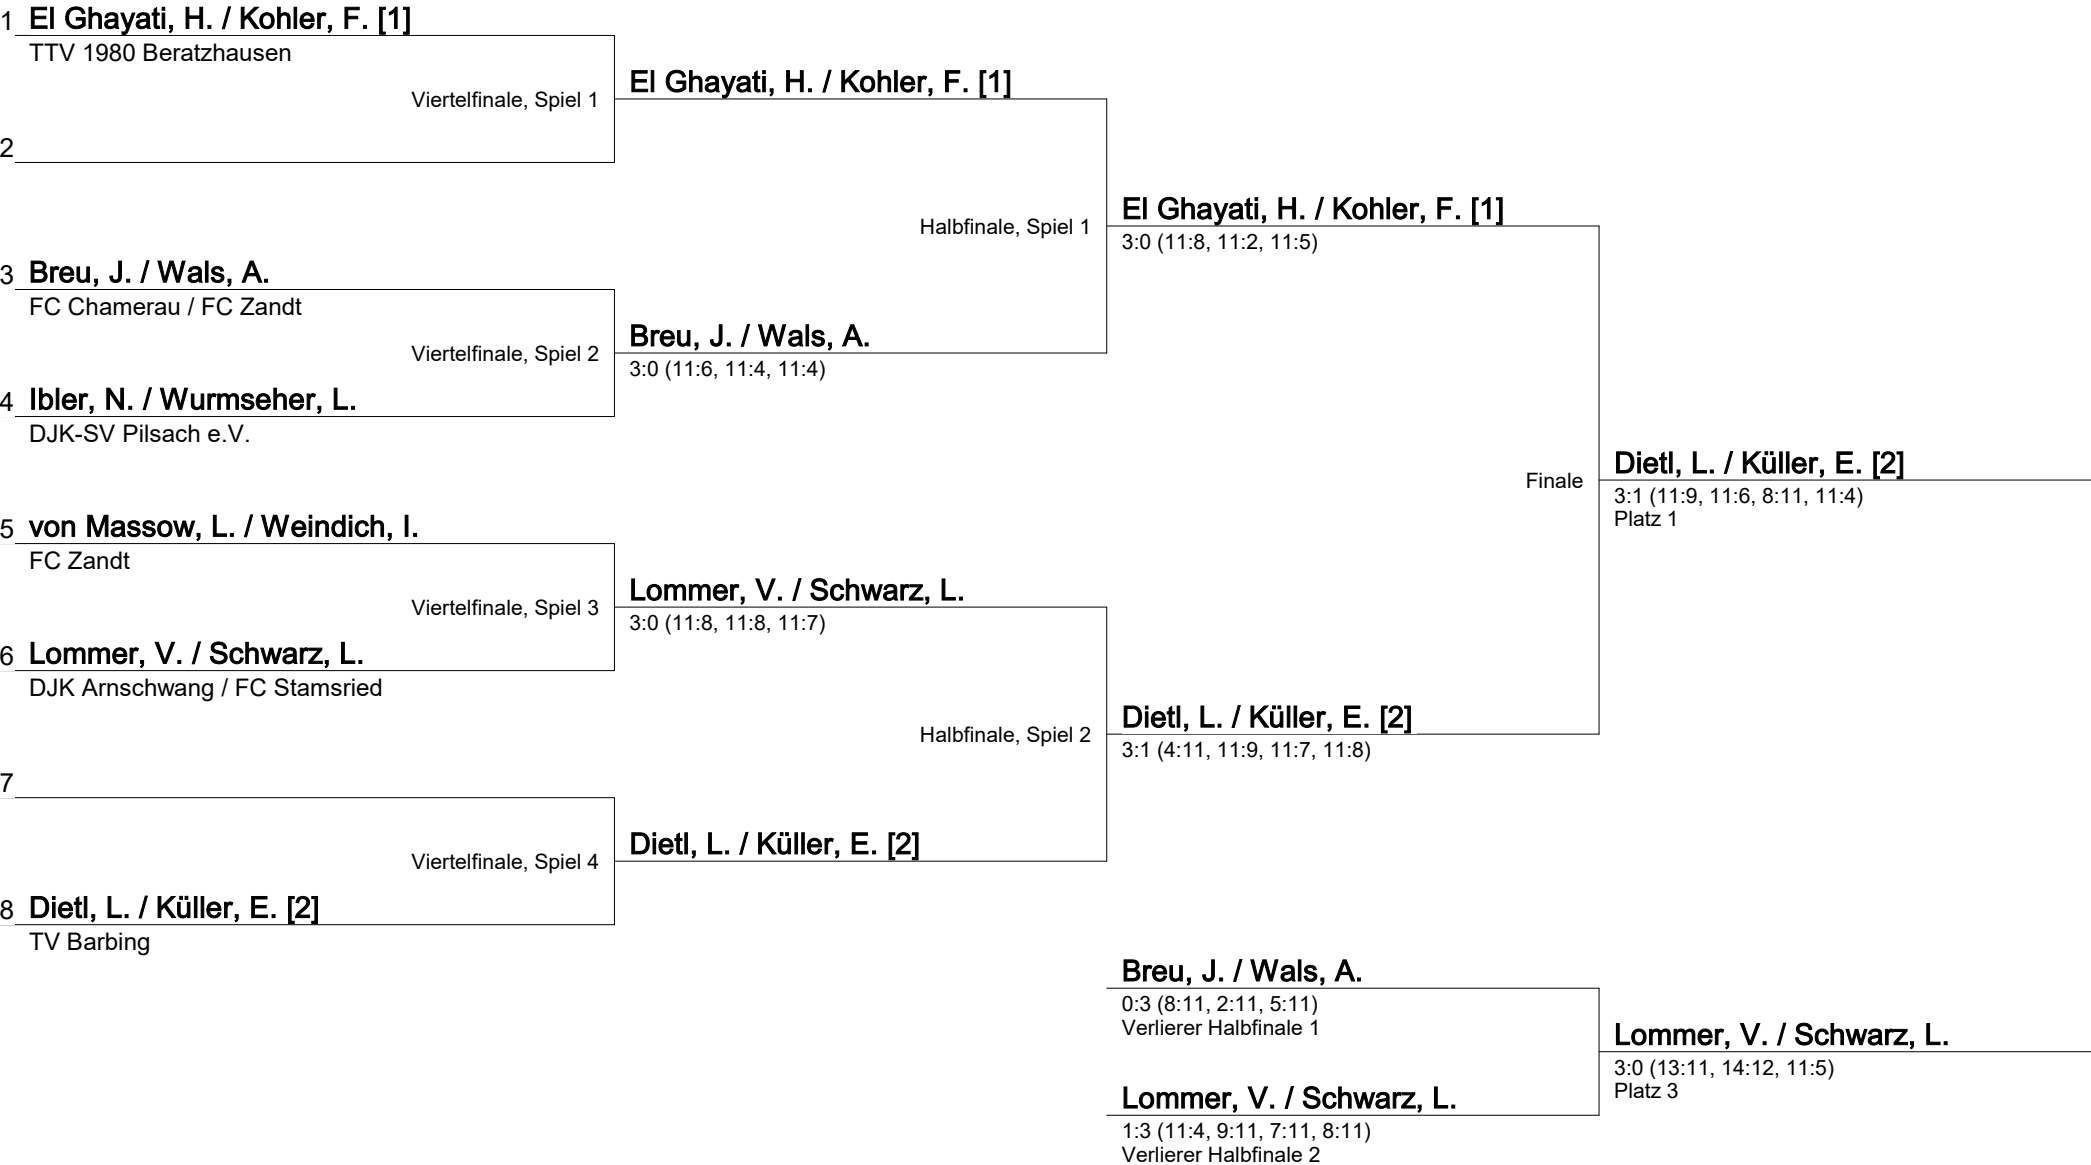 1 El Ghayati, H. / Kohler, F. [1]
TTV 1980 Beratzhausen
Viertelfinale, Spiel 1
El Ghayati, H. / Kohler, F. [1]
2
Halbfinale, Spiel 1
El Ghayati, H. / Kohler, F. [1]
3:0 (11:8, 11:2, 11:5)
3 Breu, J. / Wals, A.
FC Chamerau / FC Zandt
Viertelfinale, Spiel 2
Breu, J. / Wals, A.
3:0 (11:6, 11:4, 11:4)
4 Ibler, N. / Wurmseher, L.
DJK-SV Pilsach e.V.
Finale
Dietl, L. / Küller, E. [2]
3:1 (11:9, 11:6, 8:11, 11:4)
Platz 1
5 von Massow, L. / Weindich, I.
FC Zandt
Viertelfinale, Spiel 3
Lommer, V. / Schwarz, L.
3:0 (11:8, 11:8, 11:7)
6 Lommer, V. / Schwarz, L.
DJK Arnschwang / FC Stamsried
Halbfinale, Spiel 2
Dietl, L. / Küller, E. [2]
3:1 (4:11, 11:9, 11:7, 11:8)
7
Viertelfinale, Spiel 4
Dietl, L. / Küller, E. [2]
8 Dietl, L. / Küller, E. [2]
TV Barbing
Breu, J. / Wals, A.
0:3 (8:11, 2:11, 5:11)
Verlierer Halbfinale 1
Lommer, V. / Schwarz, L.
3:0 (13:11, 14:12, 11:5)
Platz 3
Lommer, V. / Schwarz, L.
1:3 (11:4, 9:11, 7:11, 8:11)
Verlierer Halbfinale 2